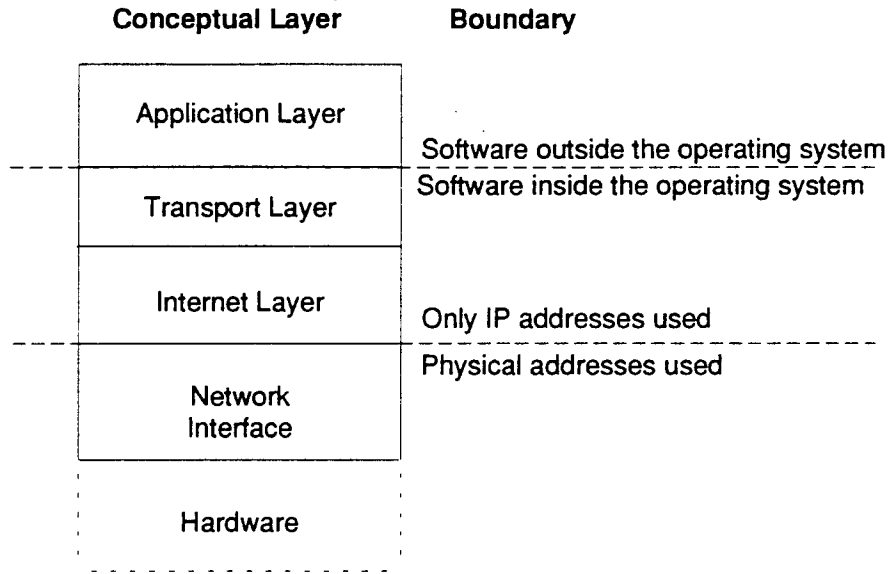 Conceptual Layer Boundary
Application Layer
Software outside the operating system
Software inside the operating system
Transport Layer
Internet Layer
Only IP addresses used
Physical addresses used
Network
Interface
Hardware